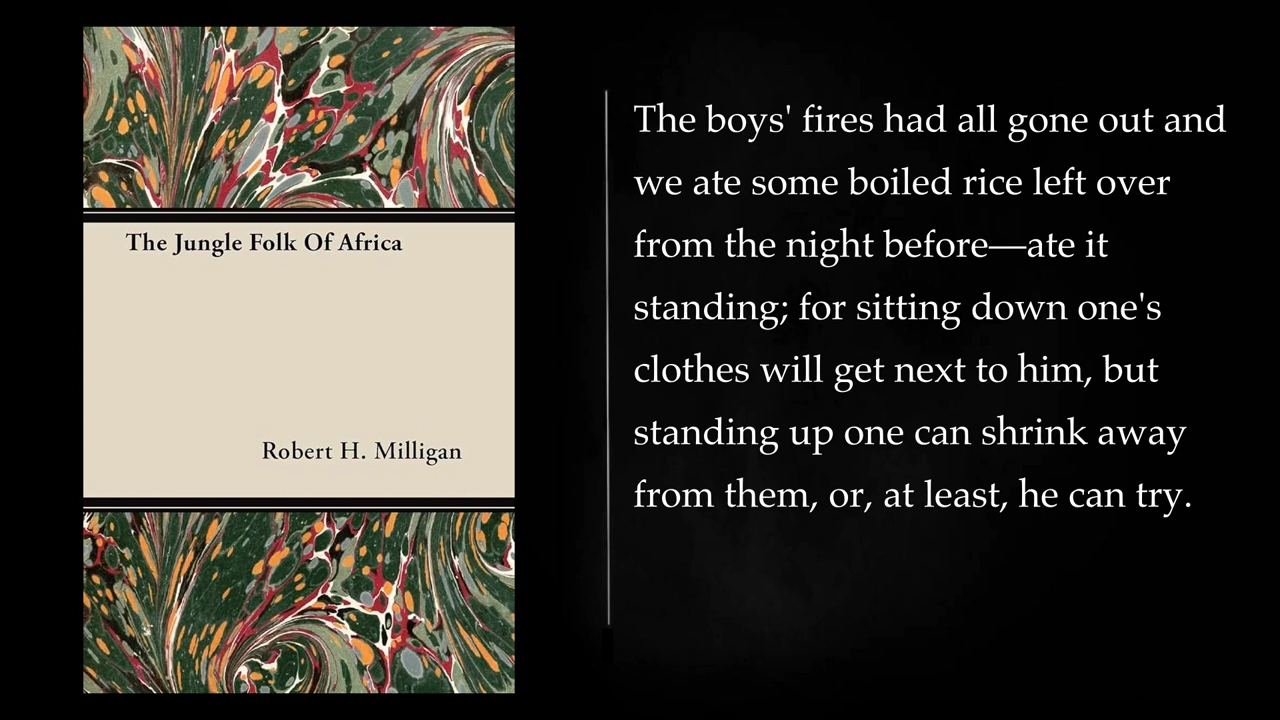 The Jungle Folk Of Africa
Robert H. Milligan
The boys' fires had all gone out and
we ate some boiled rice left over
from the night before—ate it
standing; for sitting down one's
clothes will get next to him, but
standing up one can shrink away
from them, or, at least, he can try.